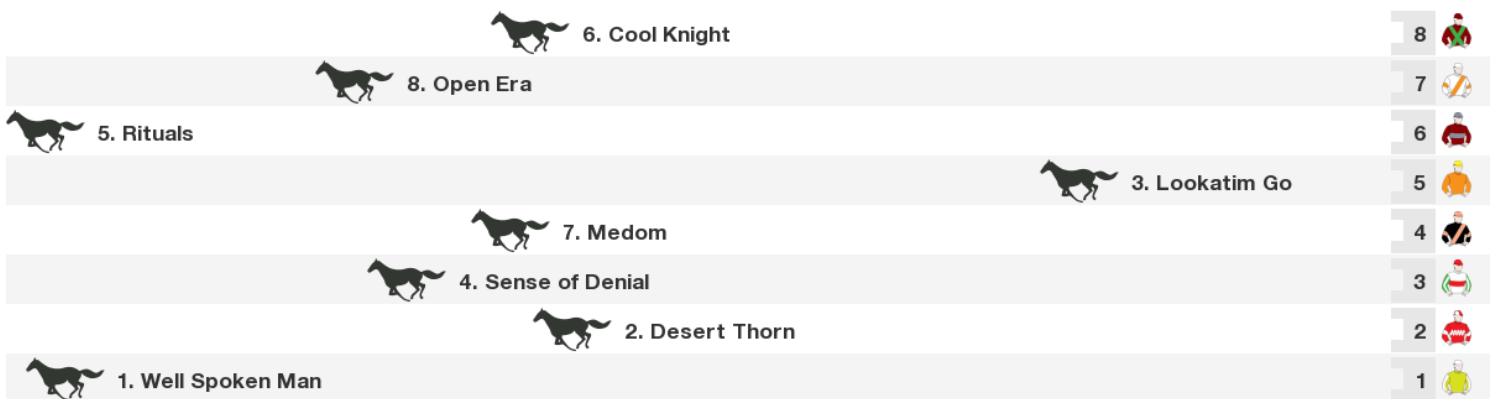 6. Cool Knight 8
8. Open Era 7
5. Rituals 6
3. Lookatim Go 5
7. Medom 4
4. Sense of Denial 3
2. Desert Thorn 2
1. Well Spoken Man 1